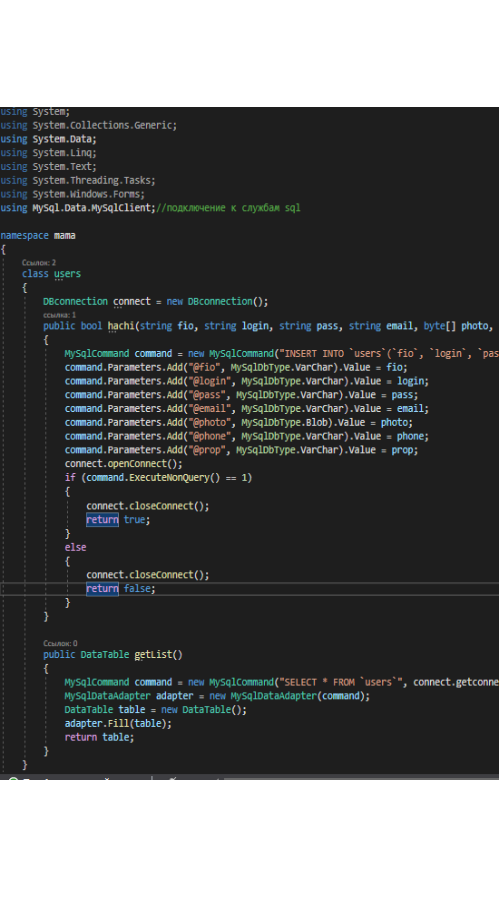 using System;
using System.Collections.Generic;
using System.Data;
using System.Linq;
using System.Text;
using System.Threading.Tasks;
using System.Windows.Forms;
using MySql.Data.MySqlClient;//подключение к службам sql
namespace mama
{
Ссылок: 2
class users
{
DBconnection connect = new DBconnection();
ссылка: 1
public bool hachi(string fio, string login, string pass, string email, byte[] photo,
{
MySqlCommand command = new MySqlCommand("INSERT INTO `users`(`fio`, `login`, `pas
command.Parameters.Add("@fio", MySqlDbType.VarChar).Value = fio;
command.Parameters.Add("@login", MySqlDbType.VarChar).Value = login;
command.Parameters.Add("@pass", MySqlDbType.VarChar).Value = pass;
command.Parameters.Add("@email", MySqlDbType.VarChar).Value = email;
command.Parameters.Add("@photo", MySqlDbType.Blob).Value = photo;
command.Parameters.Add("@phone", MySqlDbType.VarChar).Value = phone;
command.Parameters.Add("@prop", MySqlDbType.VarChar).Value = prop;
connect.openConnect();
if (command.ExecuteNonQuery() == 1)
{
connect.closeConnect();
return true;
}
else
{
connect.closeConnect();
return false;
}
}
Ссылок: 0
public DataTable getList()
{
MySqlCommand command = new MySqlCommand("SELECT * FROM `users`", connect.getconne
MySqlDataAdapter adapter = new MySqlDataAdapter(command);
DataTable table = new DataTable();
adapter.Fill(table);
return table;
}
}